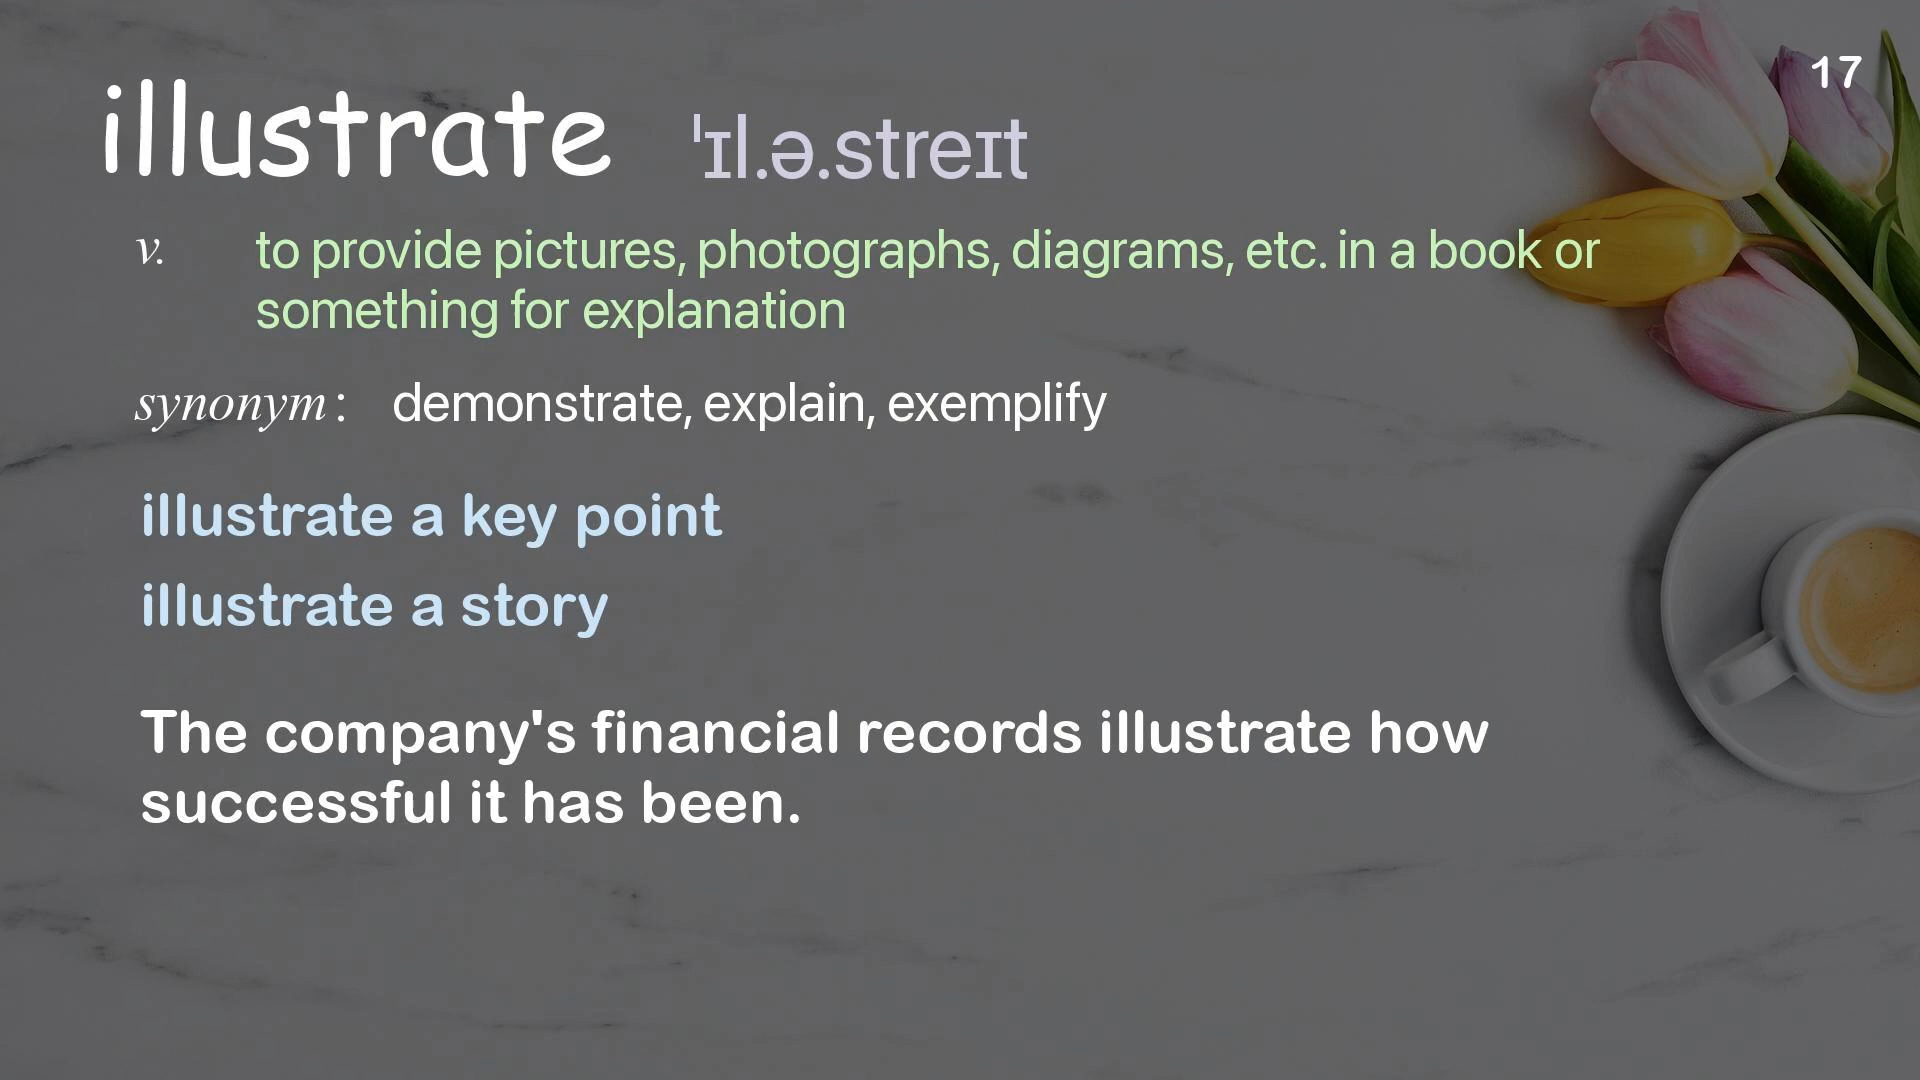 17
illustrate ˈɪl.ə.streɪt
v. to provide pictures, photographs, diagrams, etc. in a book or
something for explanation
synonym : demonstrate, explain, exemplify
illustrate a key point
illustrate a story
The company's financial records illustrate how
successful it has been.